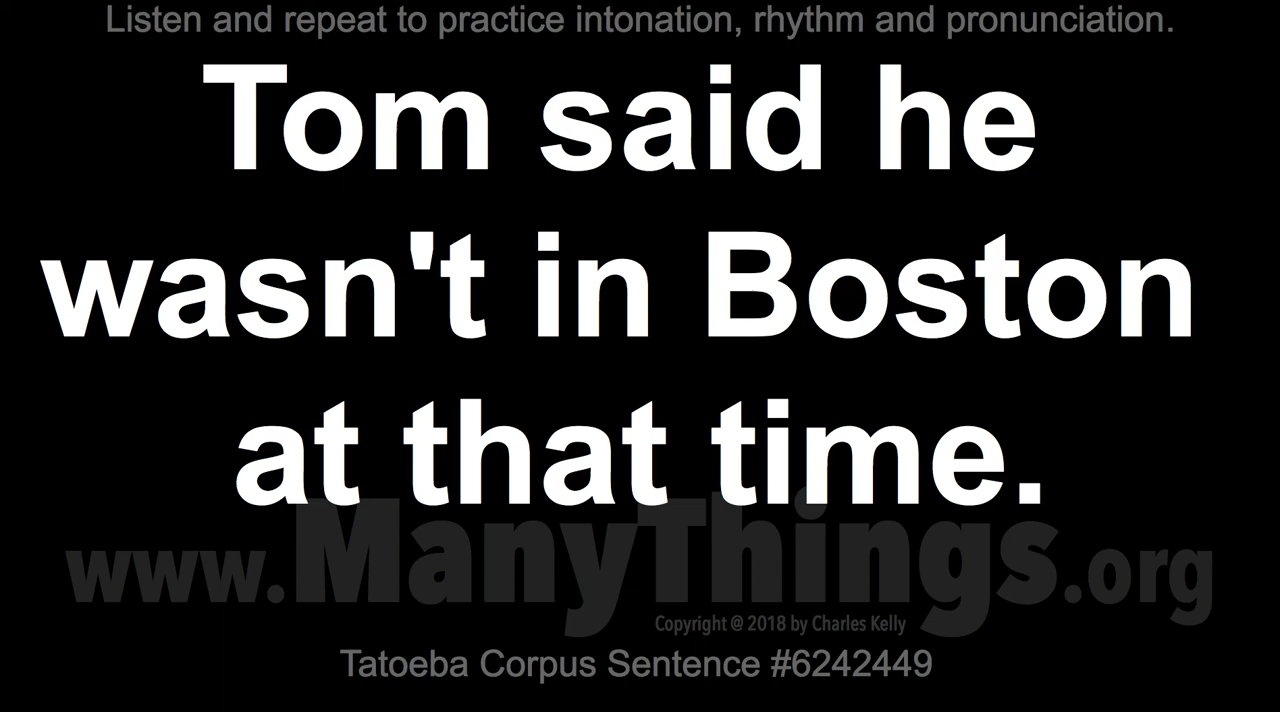 Listen and repeat to practice intonation, rhythm and pronunciation.
Tom said he
wasn't in Boston
at that time.
www.ManyThings.org
Copyright @ 2018 by Charles Kelly
Tatoeba Corpus Sentence #6242449